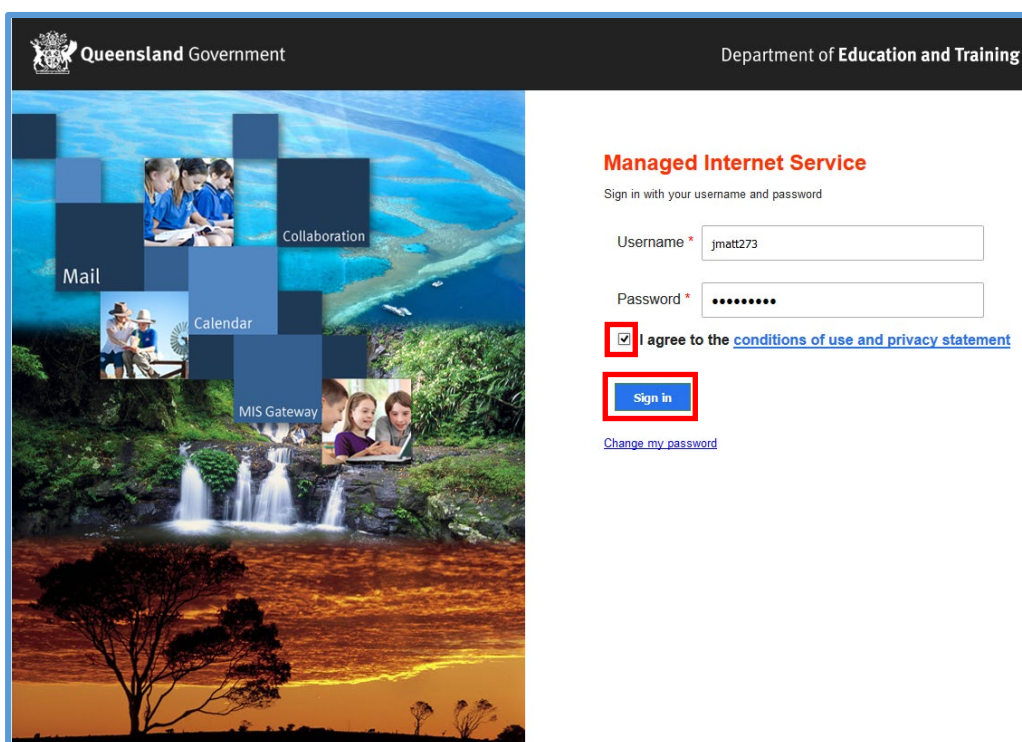 Queensland Government
Department of Education and Training
Collaboration
Mail
Calendar
MIS Gateway
Managed Internet Service
Sign in with your username and password
Username * jmatt273
Password * •••••••••
I agree to the conditions of use and privacy statement
Sign in
Change my password